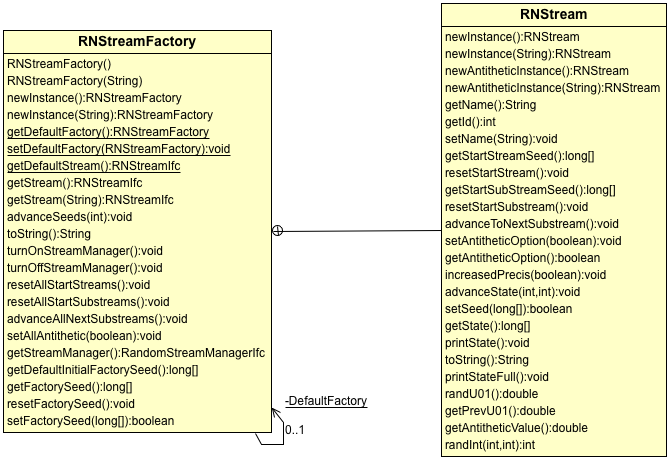 RNStreamFactory
RNStreamFactory()
RNStreamFactory(String)
newInstance():RNStreamFactory
newInstance(String):RNStreamFactory
getDefaultFactory():RNStreamFactory
setDefaultFactory(RNStreamFactory):void
getDefaultStream():RNStreamIfc
getStream():RNStreamIfc
getStream(String):RNStreamIfc
advanceSeeds(int):void
toString():String
turnOnStreamManager():void
turnOffStreamManager():void
resetAllStartStreams():void
resetAllStartSubstreams():void
advanceAllNextSubstreams():void
setAllAntithetic(boolean):void
getStreamManager():RandomStreamManagerIfc
getDefaultInitialFactorySeed():long[]
getFactorySeed():long[]
resetFactorySeed():void
setFactorySeed(long[]):boolean
-DefaultFactory
0..1
RNStream
newInstance():RNStream
newInstance(String):RNStream
newAntitheticInstance():RNStream
newAntitheticInstance(String):RNStream
getName():String
getId():int
setName(String):void
getStartStreamSeed():long[]
resetStartStream():void
getStartSubStreamSeed():long[]
resetStartSubstream():void
advanceToNextSubstream():void
setAntitheticOption(boolean):void
getAntitheticOption():boolean
increasedPrecis(boolean):void
advanceState(int,int):void
setSeed(long[]):boolean
getState():long[]
printState():void
toString():String
printStateFull():void
randU01():double
getPrevU01():double
getAntitheticValue():double
randInt(int,int):int